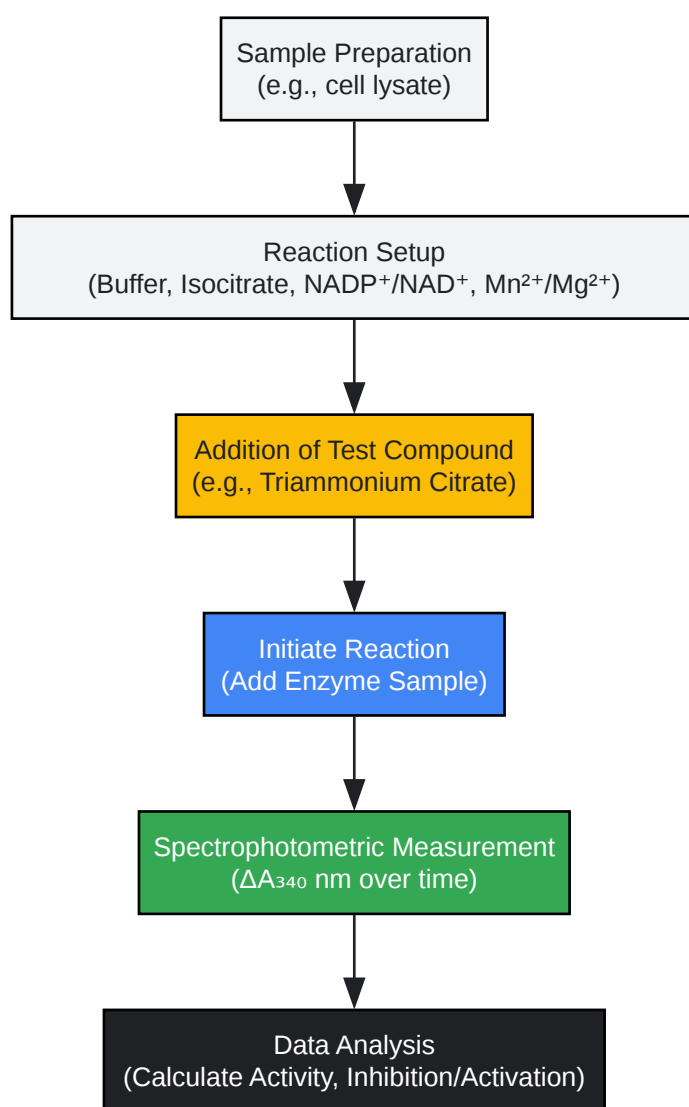 Sample Preparation
(e.g., cell lysate)
Reaction Setup
(Buffer, Isocitrate, NADP⁺/NAD⁺, Mn²⁺/Mg²⁺)
Addition of Test Compound
(e.g., Triammonium Citrate)
Initiate Reaction
(Add Enzyme Sample)
Spectrophotometric Measurement
(ΔA₃₄₀ nm over time)
Data Analysis
(Calculate Activity, Inhibition/Activation)